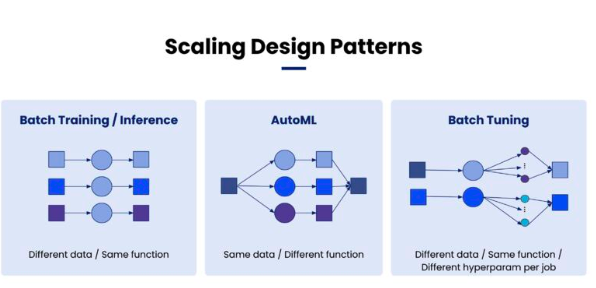 Scaling Design Patterns
Batch Training / Inference
Different data / Same function
AutoML
Same data / Different function
Batch Tuning
Different data / Same function /
Different hyperparam per job